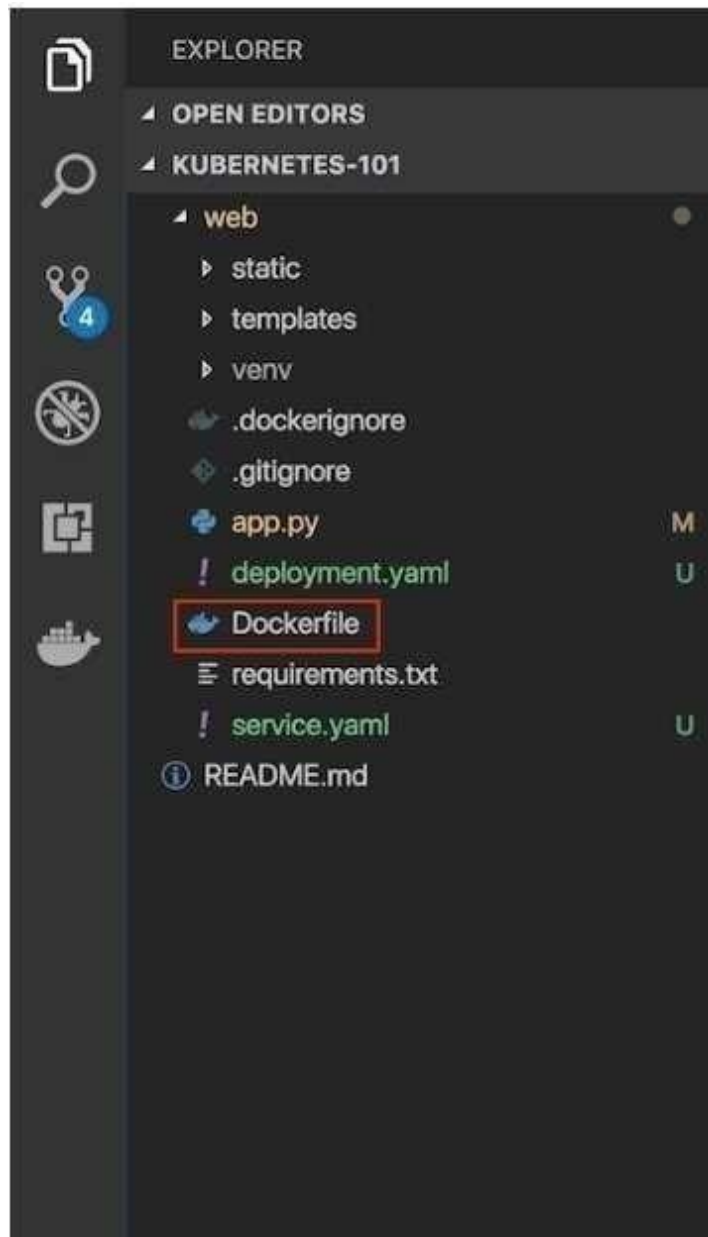 EXPLORER
OPEN EDITORS
KUBERNETES-101
web
static
templates
venv
4
.dockerignore
.gitignore
app.py M
deployment.yaml U
Dockerfile
requirements.txt
service.yaml U
README.md